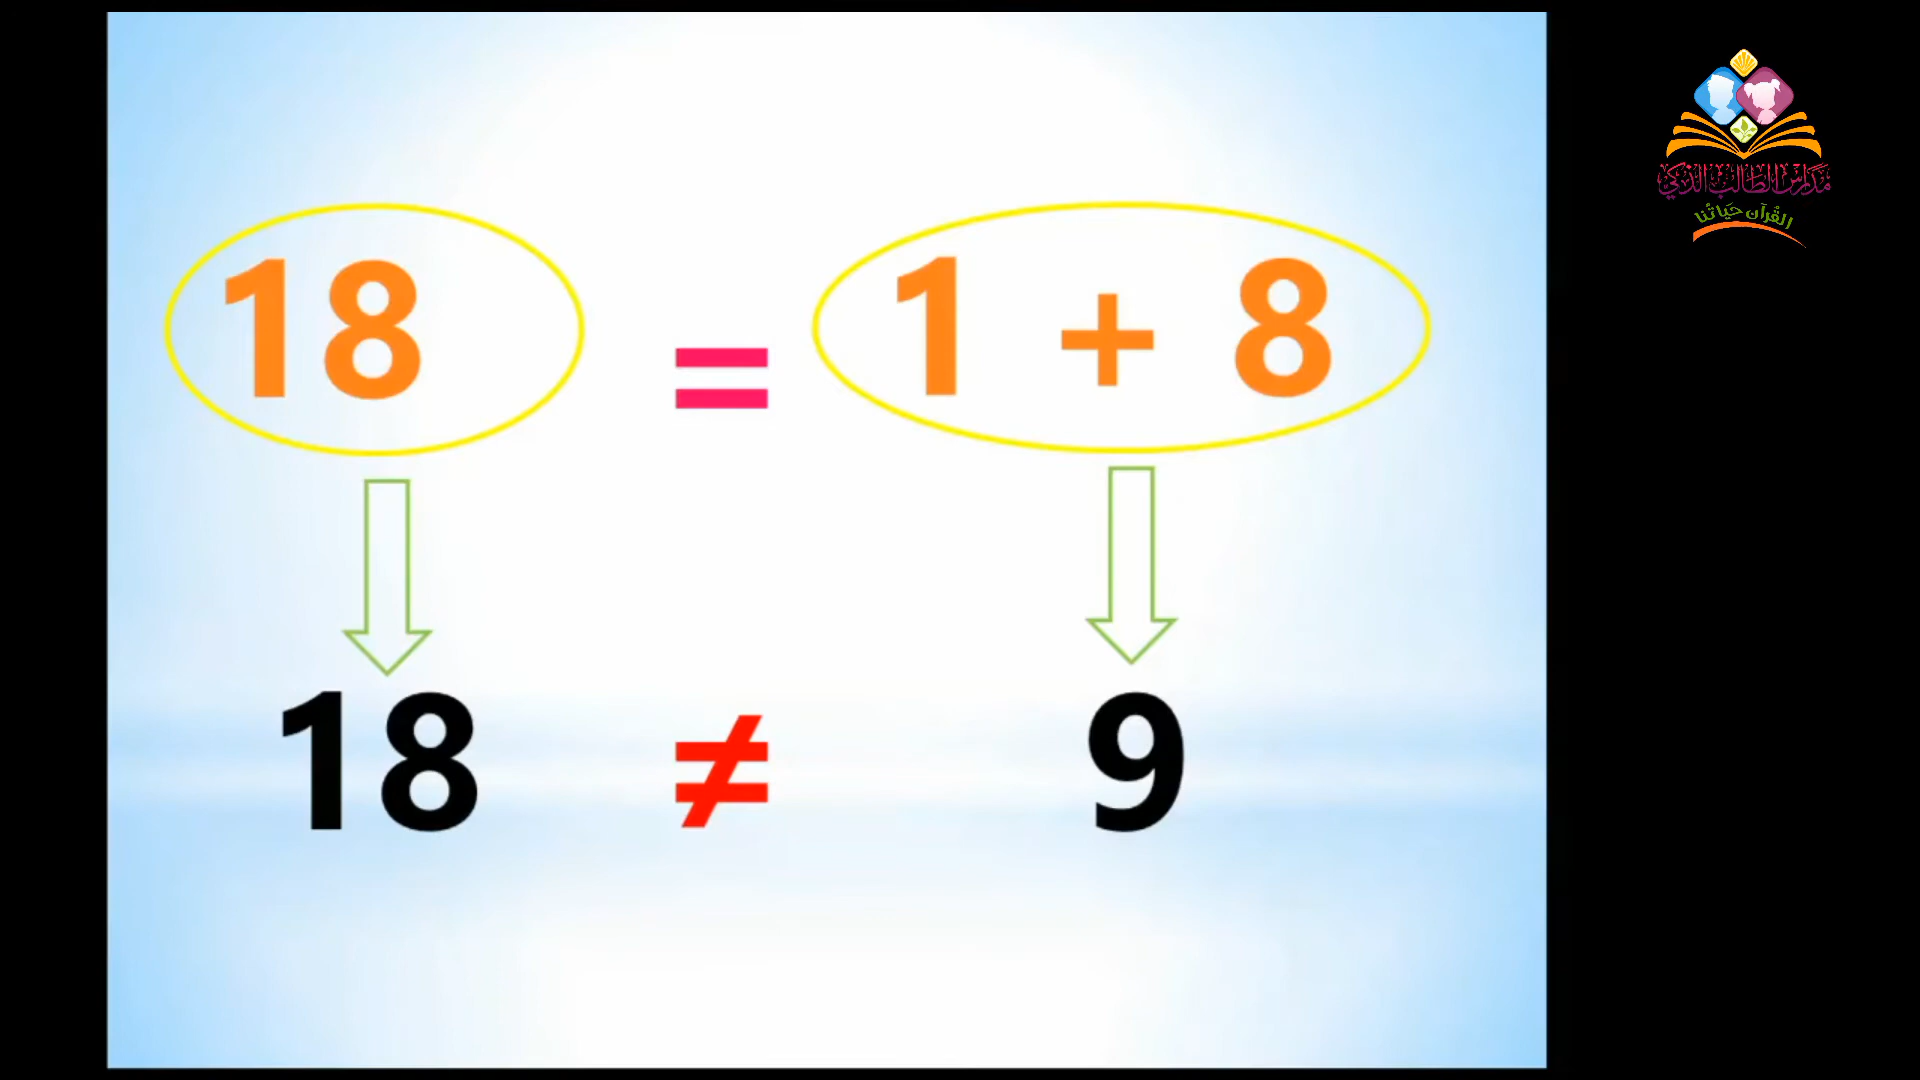 18 = 1 + 8
18 ≠ 9
مدارس الطالب الذكي
القرآن حياتنا